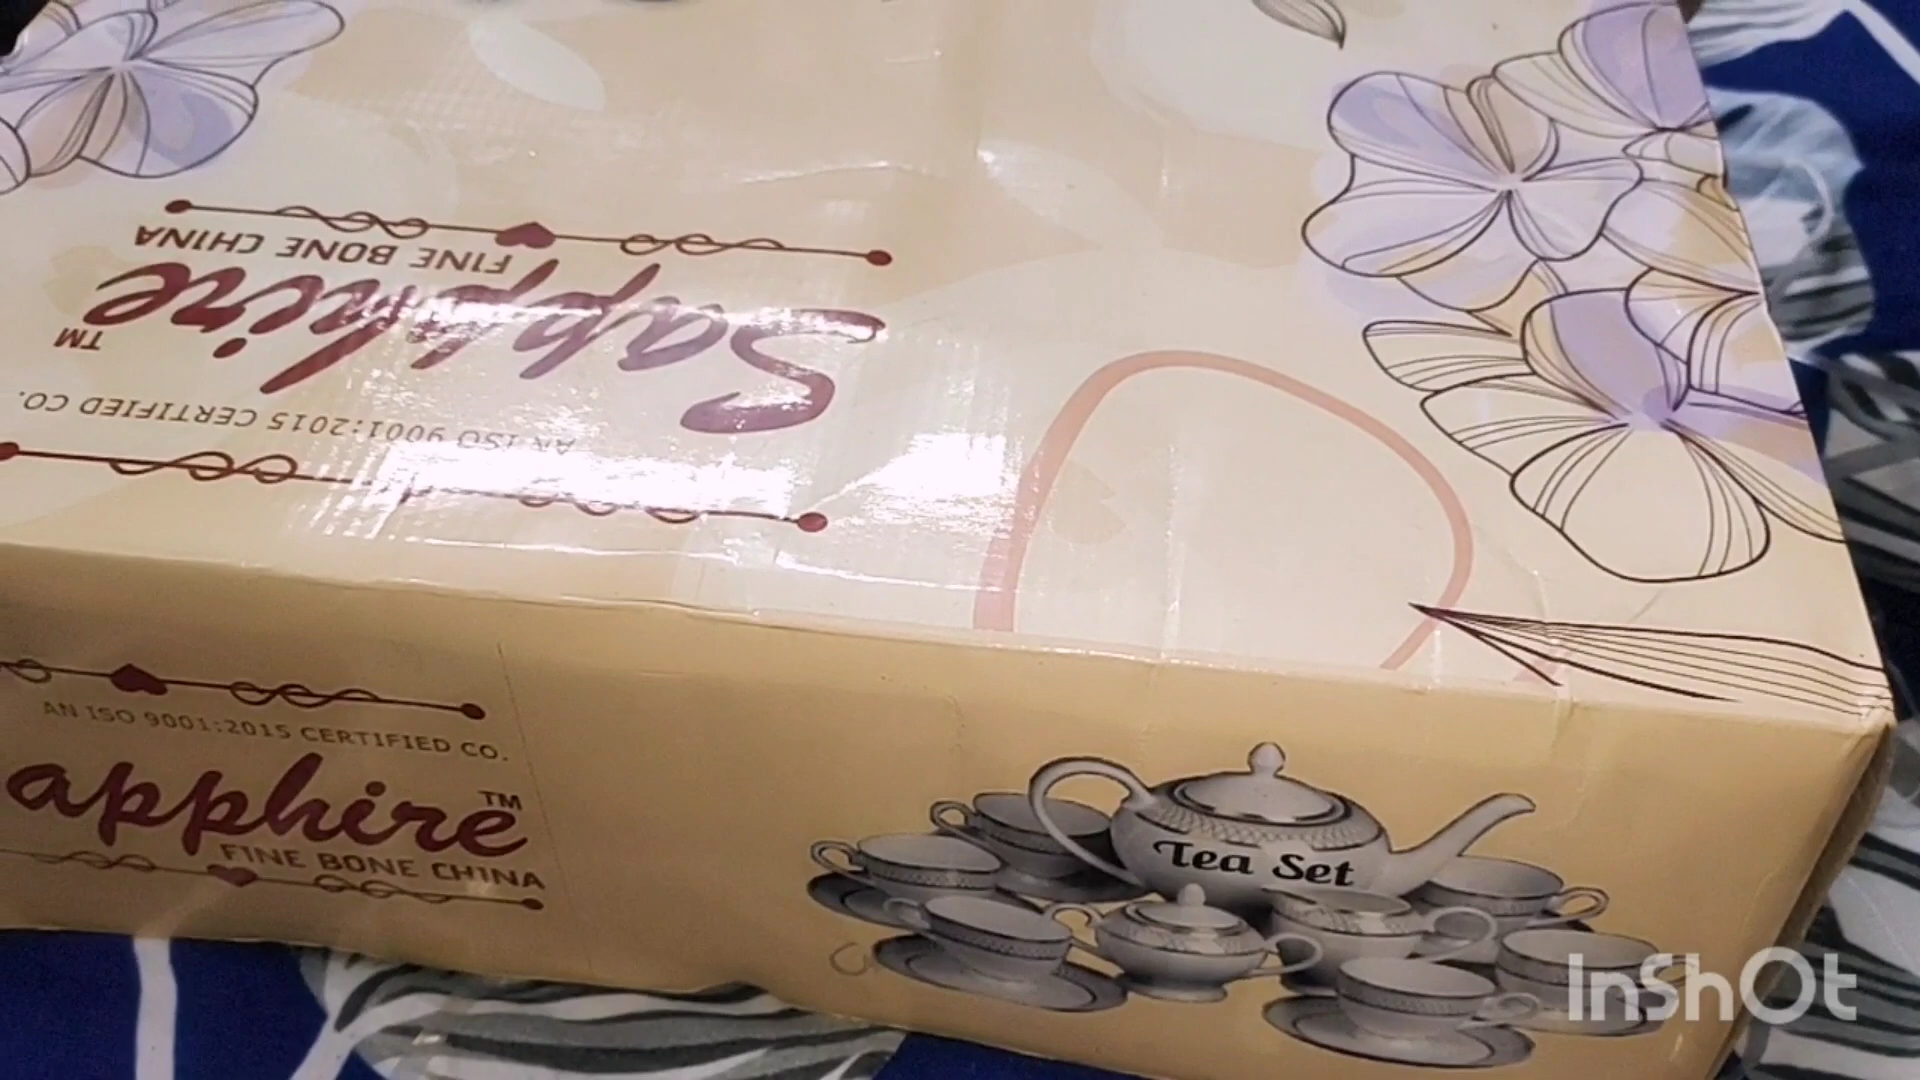 AN ISO 9001:2015 CERTIFIED CO.
Sapphire TM
FINE BONE CHINA
AN ISO 9001:2015 CERTIFIED CO.
apphire TM
FINE BONE CHINA
Tea Set
InShOt